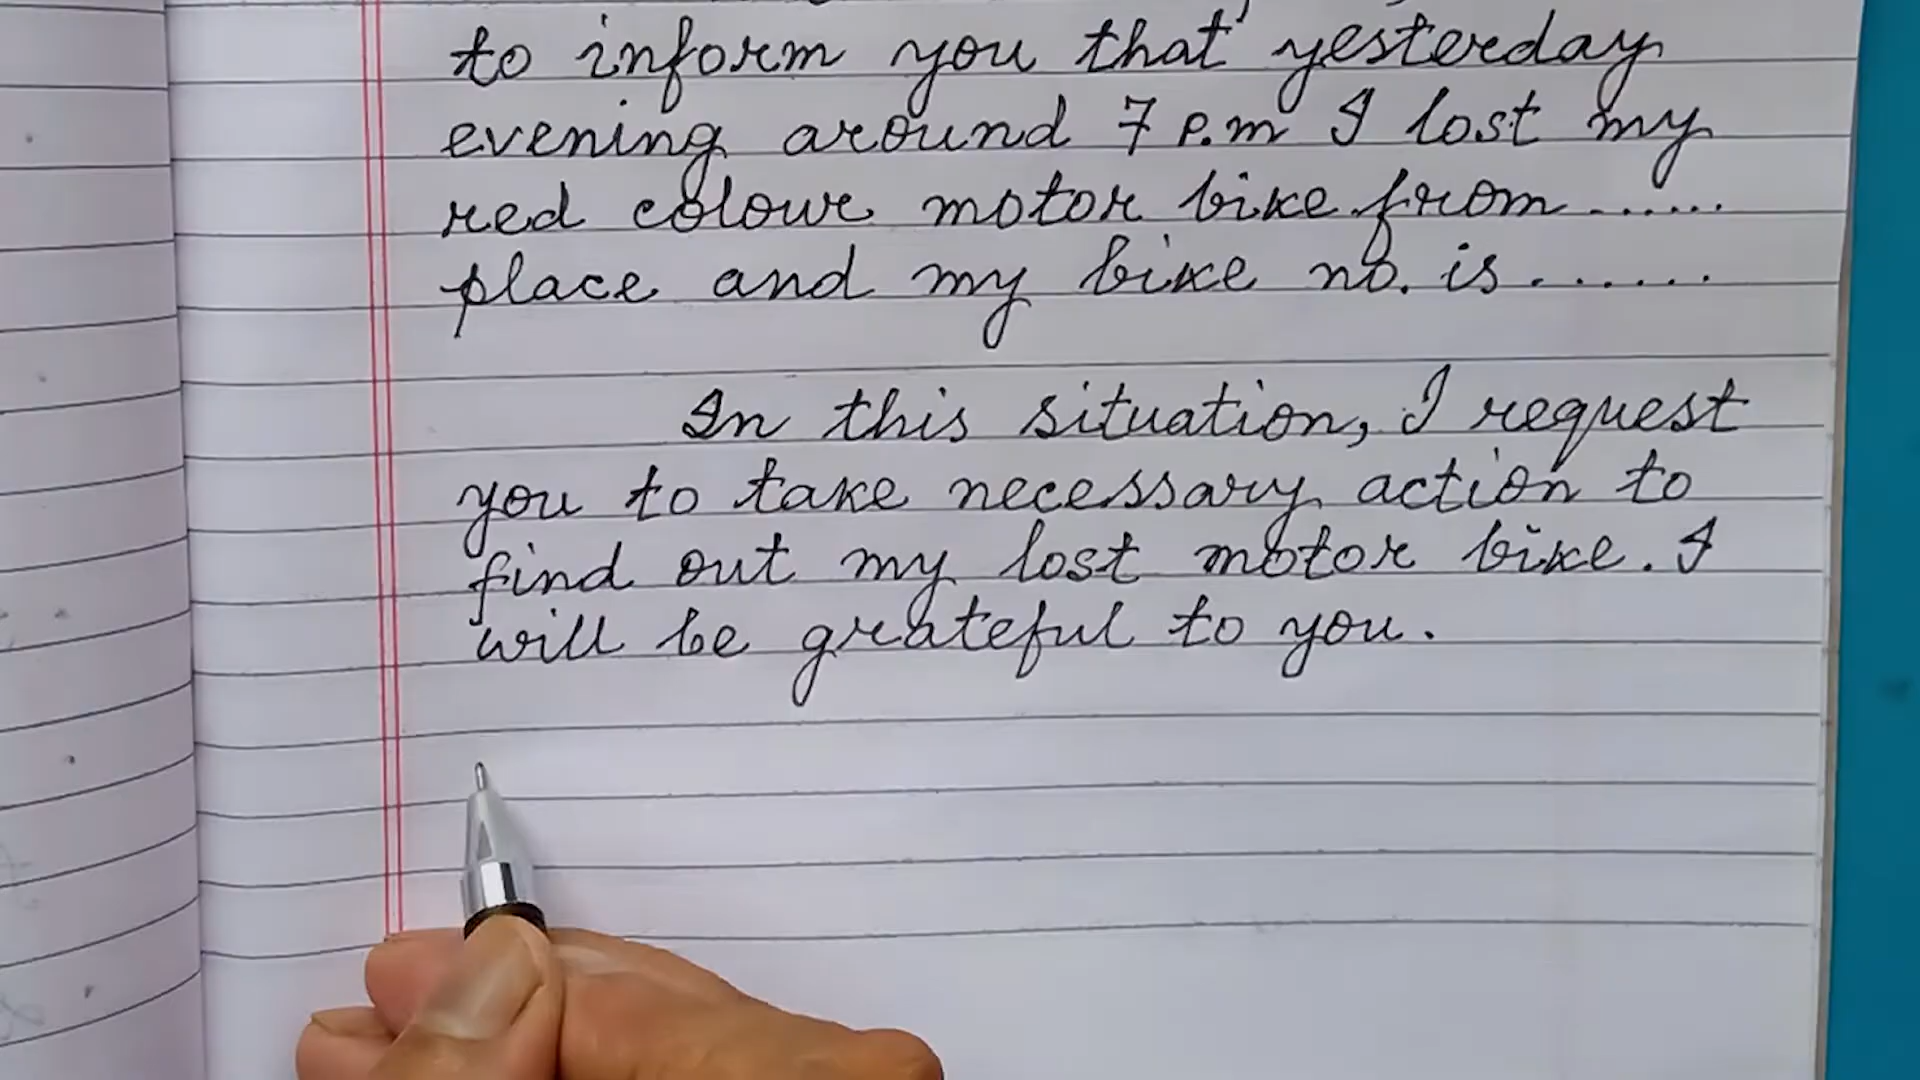 to inform you that yesterday
evening around 7 P.m I lost my
red colour motor bike from ......
place and my bike no. is .......
In this situation, I request
you to take necessary action to
find out my lost motor bike. I
will be grateful to you.